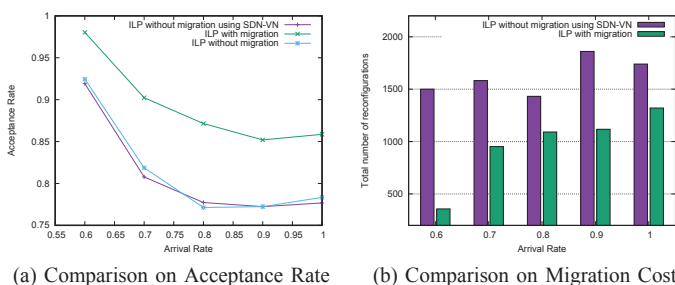 ILP without migration using SDN-VN
ILP with migration
ILP without migration
Acceptance Rate
1
0.95
0.9
0.85
0.8
0.75
0.55 0.6 0.65 0.7 0.75 0.8 0.85 0.9 0.95 1
Arrival Rate
(a) Comparison on Acceptance Rate
ILP without migration using SDN-VN
ILP with migration
Total number of reconfigurations
2000
1500
1000
500
0.6 0.7 0.8 0.9 1
Arrival Rate
(b) Comparison on Migration Cost